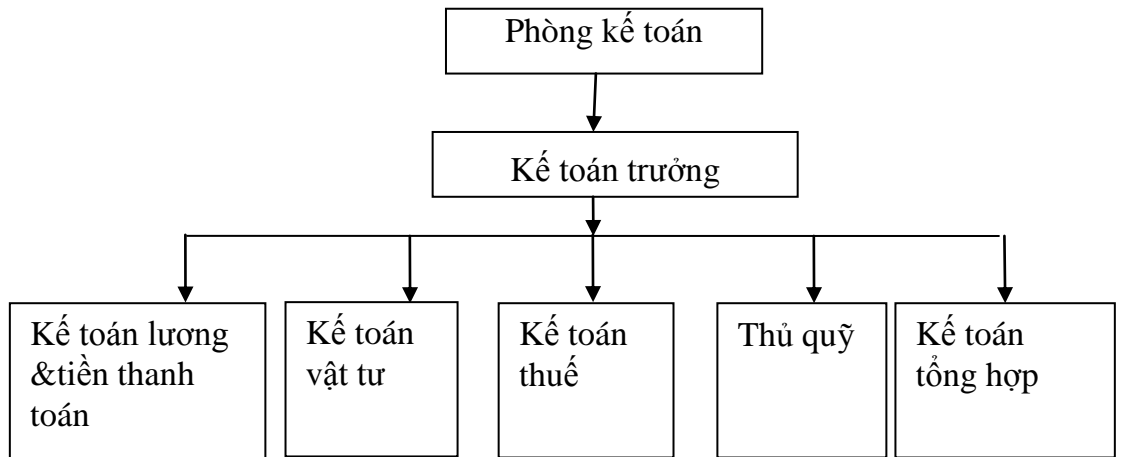 Phòng kế toán
Kế toán trưởng
Kế toán lương
&tiền thanh
toán
Kế toán
vật tư
Kế toán
thuế
Thủ quỹ
Kế toán
tổng hợp